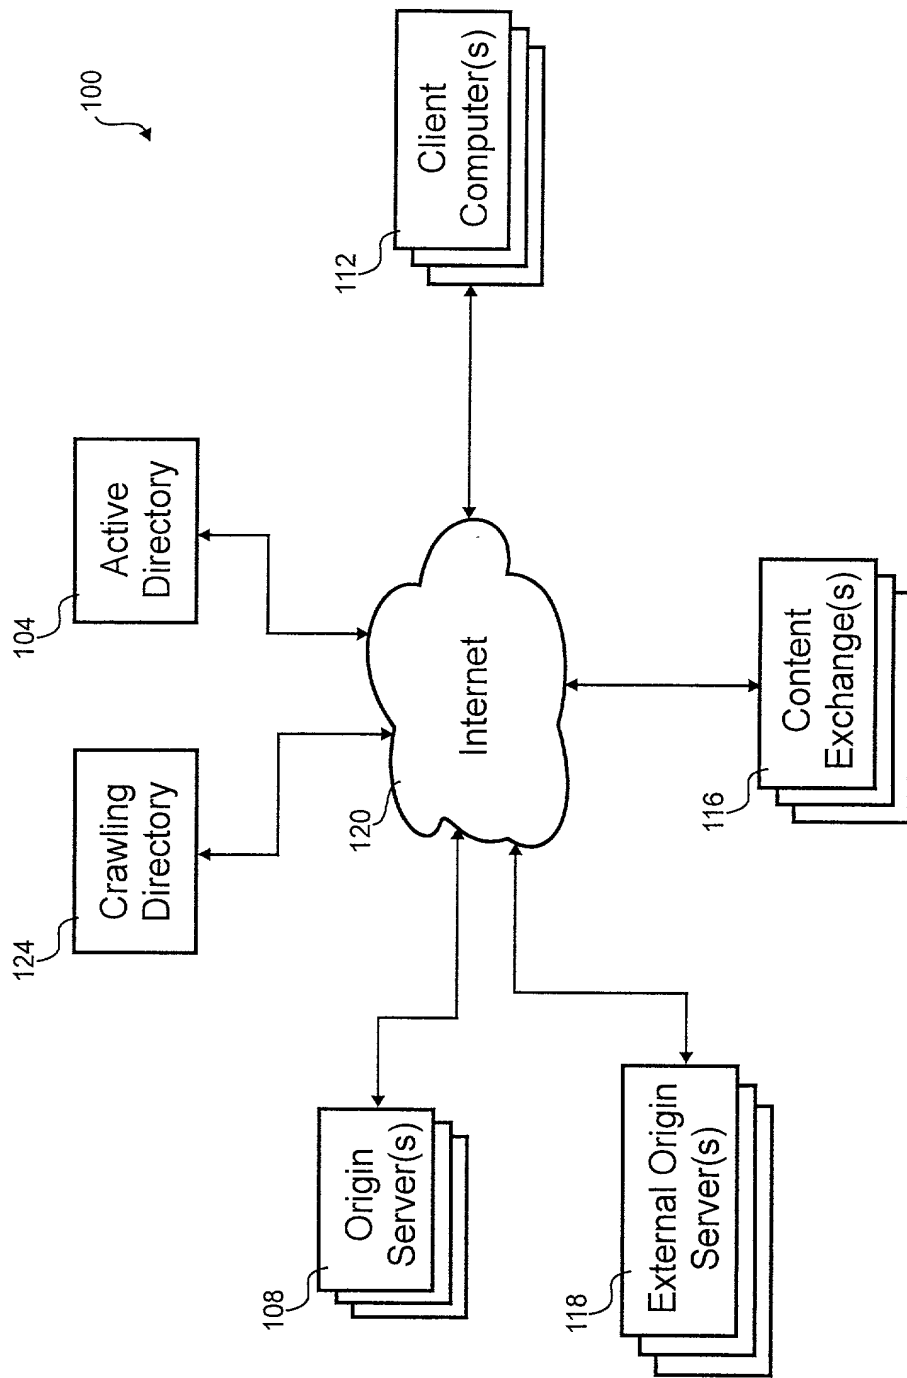 100
124
Crawling
Directory
104
Active
Directory
108
Origin
Server(s)
120
Internet
112
Client
Computer(s)
118
External Origin
Server(s)
116
Content
Exchange(s)